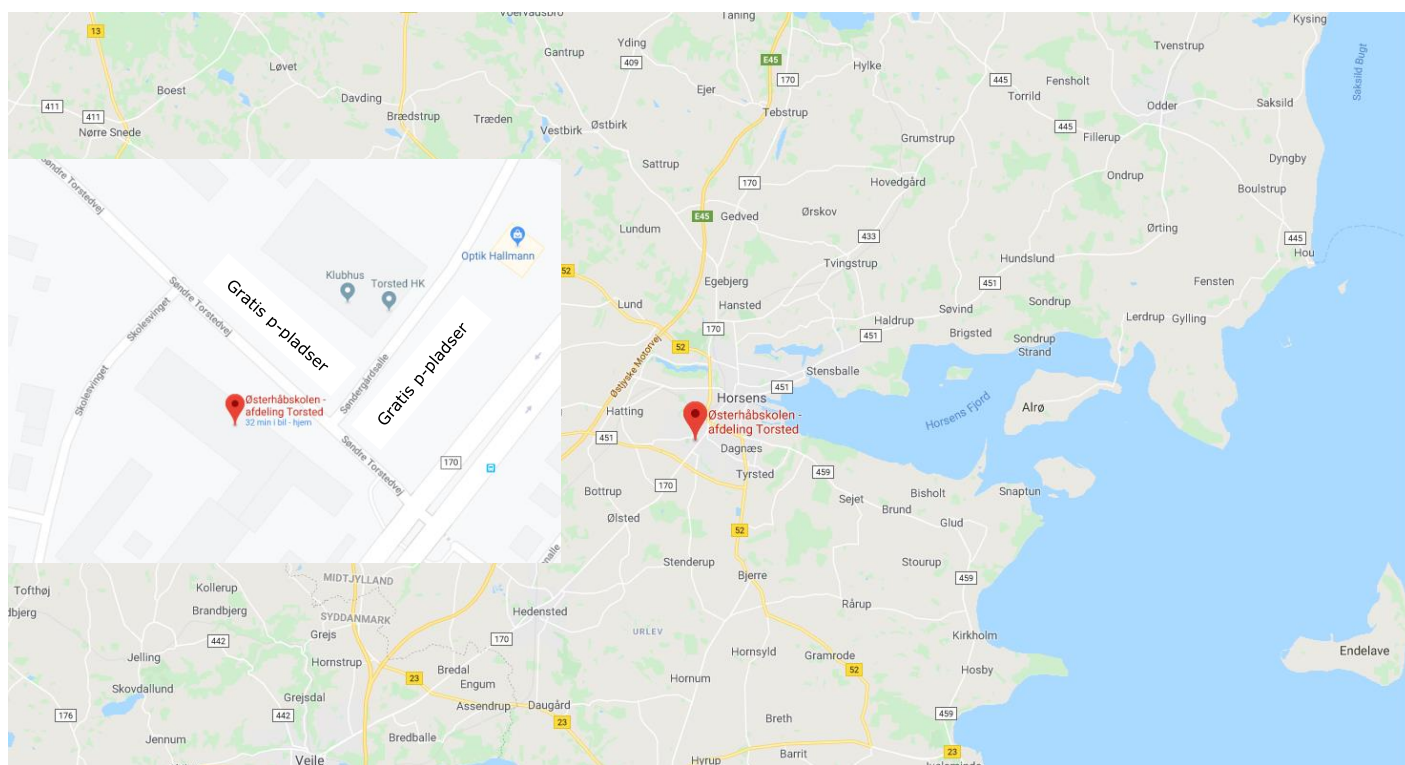 Voervadsbro
Taning
Kysing
13
Yding
Gantrup
409
E45
170
Hylke
Tvenstrup
Løvet
Ejer
445
Fensholt
Boest
Davding
Torrild
Odder
Saksild
Saksild Bugt
411
411
Brædstrup
Træden
Tebstrup
Nørre Snede
Vestbirk
Østbirk
445
Fillerup
445
Grumstrup
Dyngby
Sattrup
170
Hovedgård
Ondrup
Boulstrup
E45
Gedved
Ørskov
Lundum
433
Ørting
445
Hou
52
Tvingstrup
Hundslund
Egebjerg
451
Fensten
Lund
Hansted
Søvind
Sondrup
Haldrup
Lerdrup
Gylling
170
451
Brigsted
Sondrup
Strand
52
Østjyske Motorvej
Stensballe
451
Horsens
Hatting
Østerhåbskolen -
afdeling Torsted
Horsens Fjord
Alrø
451
Dagnæs
Tyrsted
459
Bottrup
170
Sejet
Bisholt
Snaptun
Brund
Glud
Ølsted
52
Stenderup
Stourup
Bjerre
459
Rårup
Søndre Torstedvej
Optik Hallmann
Klubhus
Torsted HK
Søndre Torstedvej
Skolesvinget
Gratis p-pladser
Gratis p-pladser
Skolesvinget
Søndergårdsalle
Østerhåbskolen -
afdeling Torsted
32 min i bil - hjem
Søndre Torstedvej
170
MIDTJYLLAND
SYDDANMARK
Tofthøj
Kollerup
Brandbjerg
Hedensted
442
Grejs
170
URLEV
Kirkholm
Jelling
Hornstrup
Hornsyld
Gramrode
Endelave
23
Bredal
52
Hosby
Skovdallund
Engum
Hornum
Grejsdal
Assendrup
Daugård
176
442
23
Breth
459
Jennum
Bredballe
23
Vejle
Hyrup
Barrit